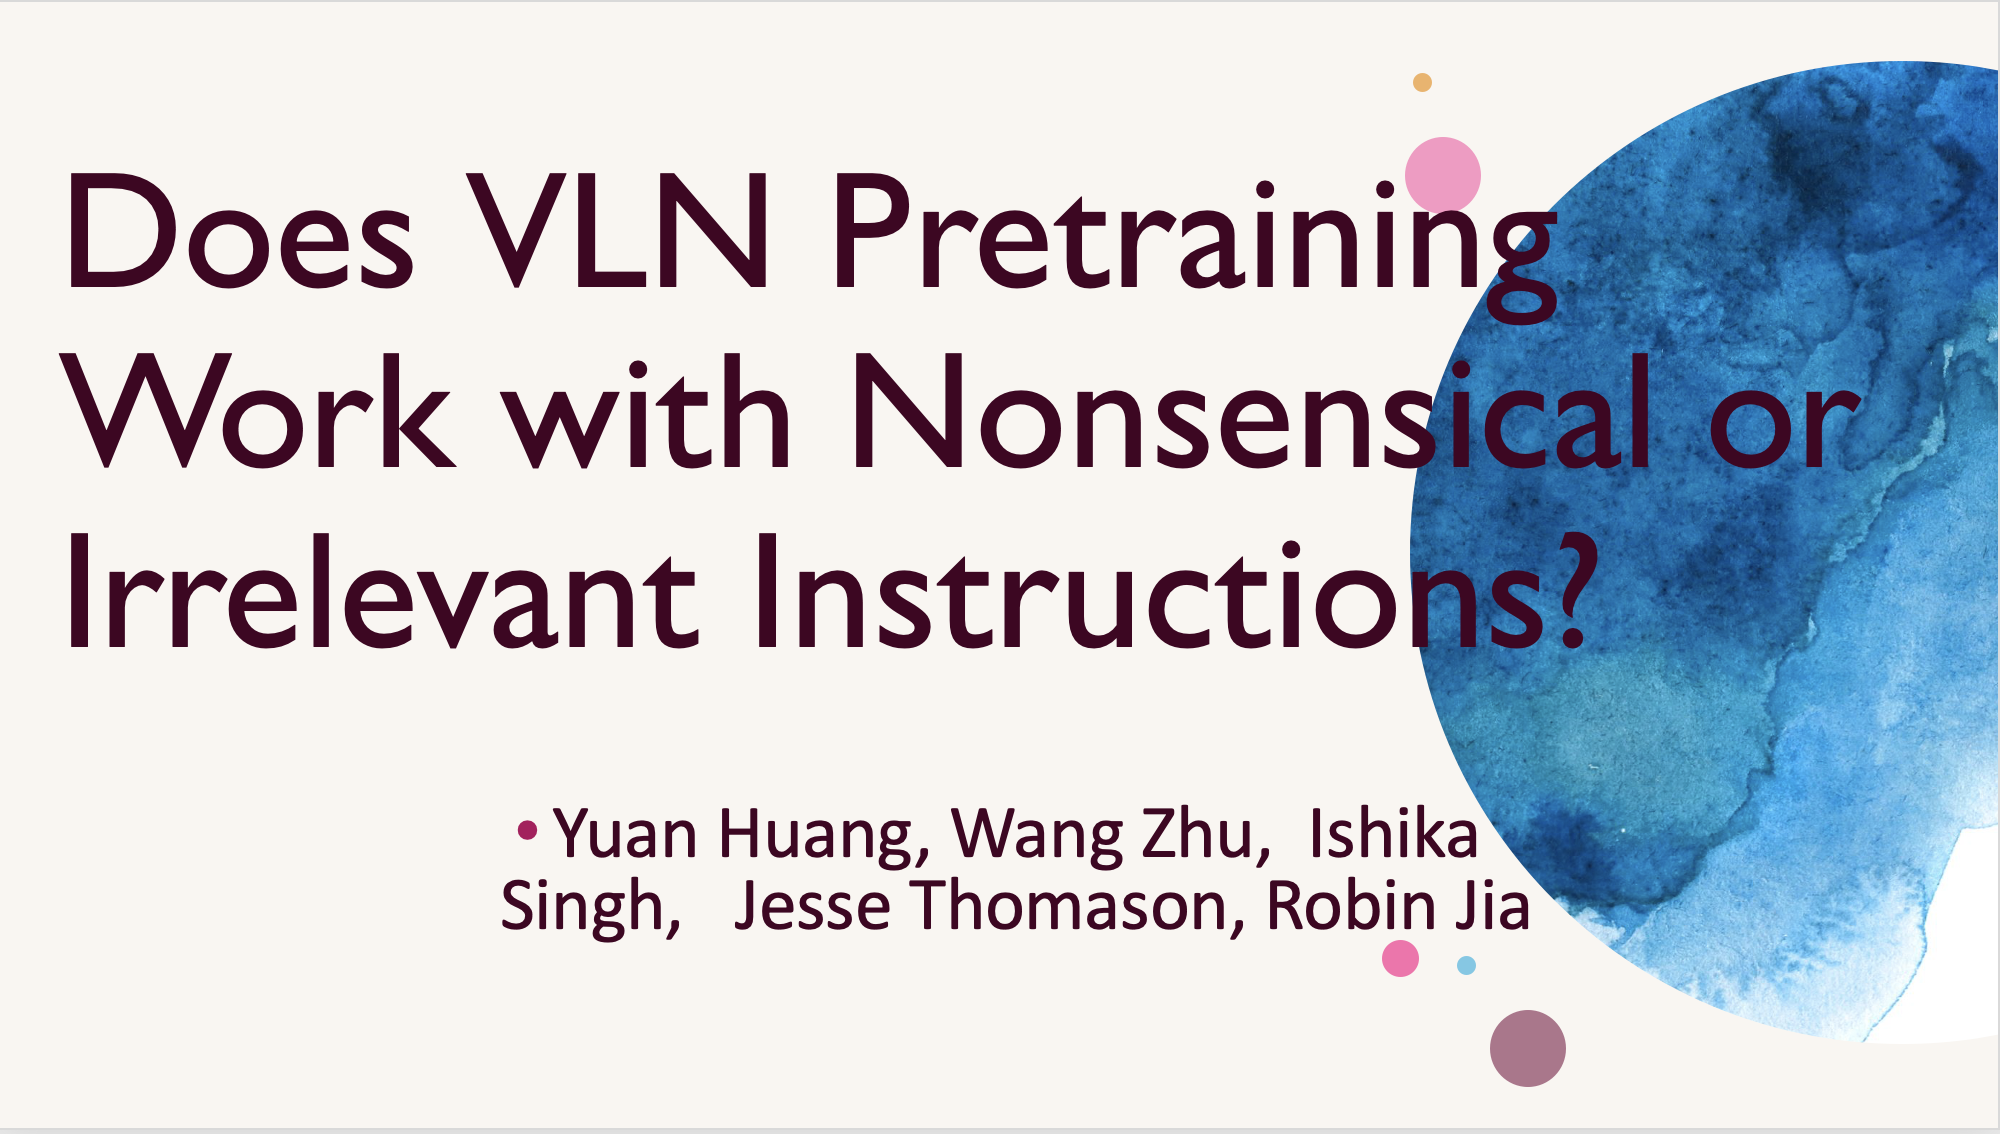 Does VLN Pretraining
Work with Nonsensical or
Irrelevant Instructions?
• Yuan Huang, Wang Zhu,  Ishika
Singh,   Jesse Thomason, Robin Jia